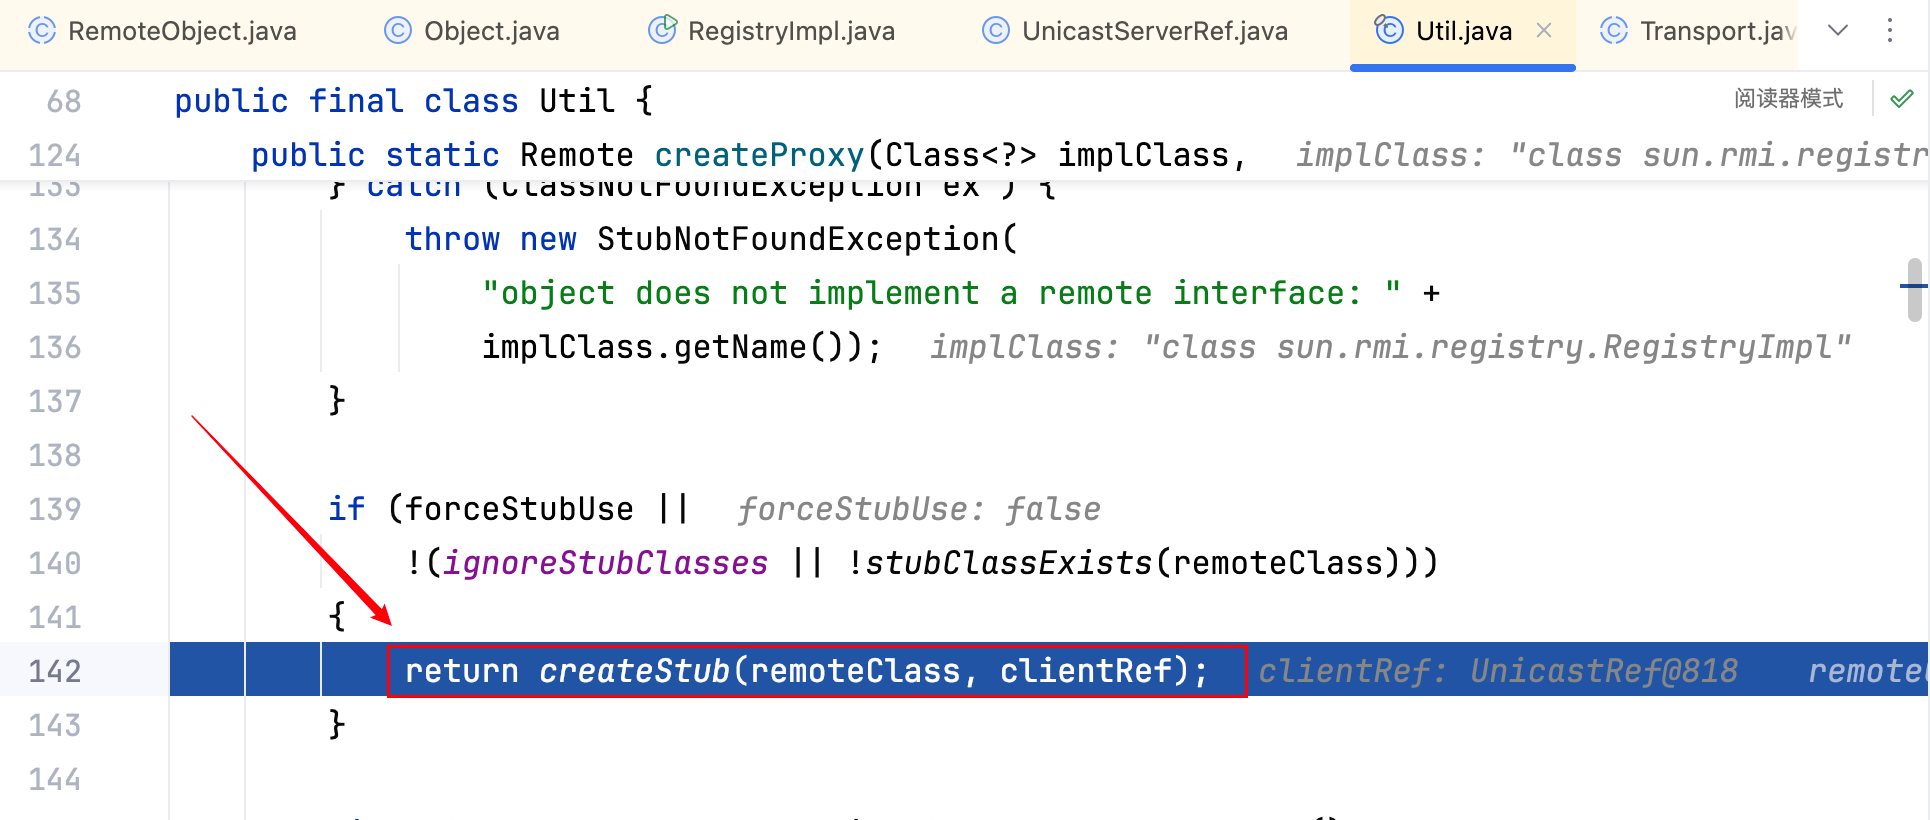 RemoteObject.java Object.java RegistryImpl.java UnicastServerRef.java Util.java Transport.jav
68 public final class Util { 阅读器模式
124 public static Remote createProxy(Class<?> implClass, implClass: "class sun.rmi.registr
133 } catch (ClassNotFoundException ex ) {
134 throw new StubNotFoundException(
135 "object does not implement a remote interface: " +
136 implClass.getName()); implClass: "class sun.rmi.registry.RegistryImpl"
137 }
138
139 if (forceStubUse || forceStubUse: false
140 !(ignoreStubClasses || !stubClassExists(remoteClass)))
141 {
142 return createStub(remoteClass, clientRef); clientRef: UnicastRef@818 remote
143 }
144